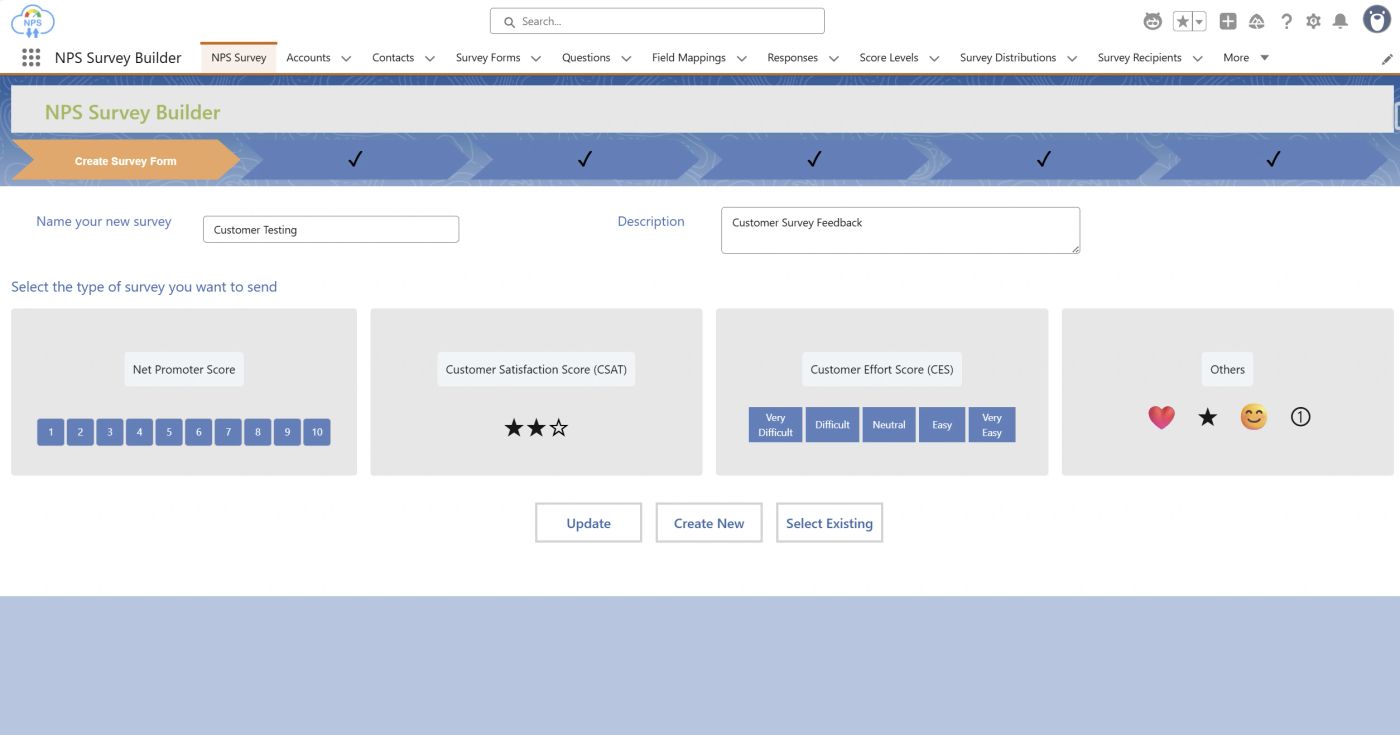 NPS
Search...
NPS Survey Builder
NPS Survey
Accounts
Contacts
Survey Forms
Questions
Field Mappings
Responses
Score Levels
Survey Distributions
Survey Recipients
More
NPS Survey Builder
Create Survey Form
Name your new survey
Customer Testing
Description
Customer Survey Feedback
Select the type of survey you want to send
Net Promoter Score
1 2 3 4 5 6 7 8 9 10
Customer Satisfaction Score (CSAT)
Customer Effort Score (CES)
Very
Difficult
Difficult
Neutral
Easy
Very
Easy
Others
①
Update
Create New
Select Existing